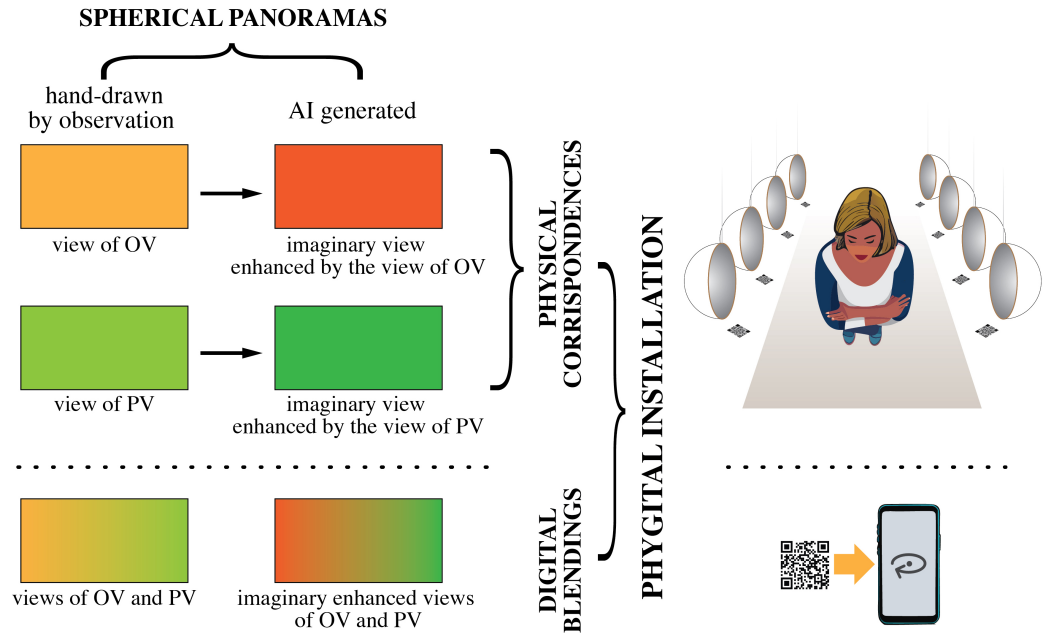 SPHERICAL PANORAMAS
hand-drawn
by observation
AI generated
view of OV
imaginary view
enhanced by the view of OV
view of PV
imaginary view
enhanced by the view of PV
PHYSICAL
CORRISPONDENCES
views of OV and PV
imaginary enhanced views
of OV and PV
DIGITAL
BLENDINGS
PHYGITAL INSTALLATION